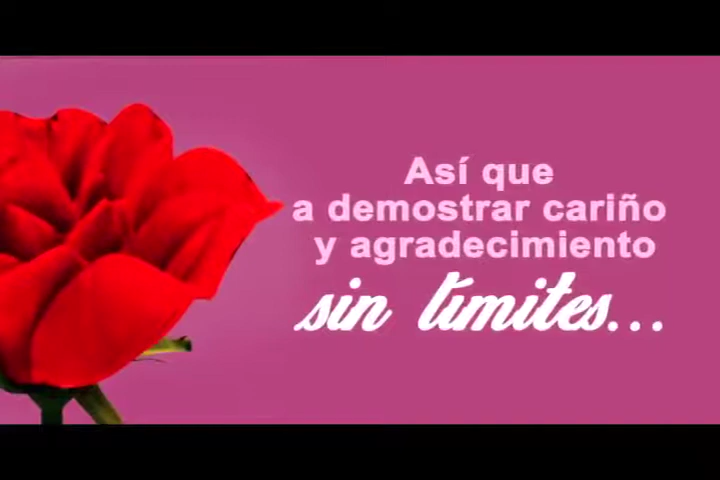 Así que
a demostrar cariño
y agradecimiento
sin límites...